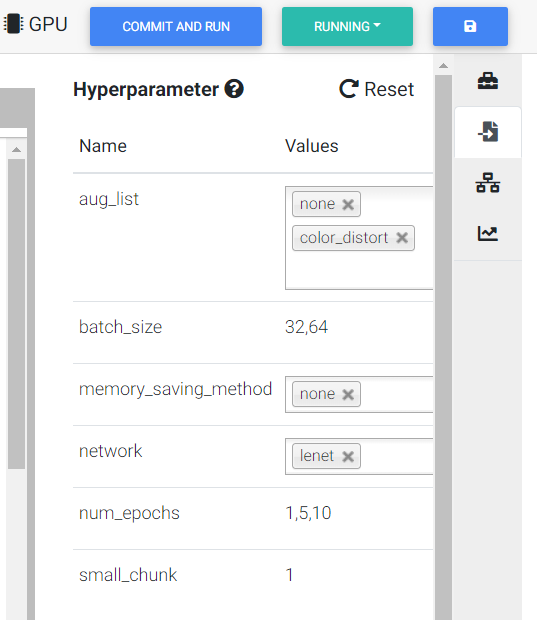 GPU COMMIT AND RUN RUNNING
Hyperparameter Reset
Name Values
aug_list none
color_distort
batch_size 32,64
memory_saving_method none
network lenet
num_epochs 1,5,10
small_chunk 1